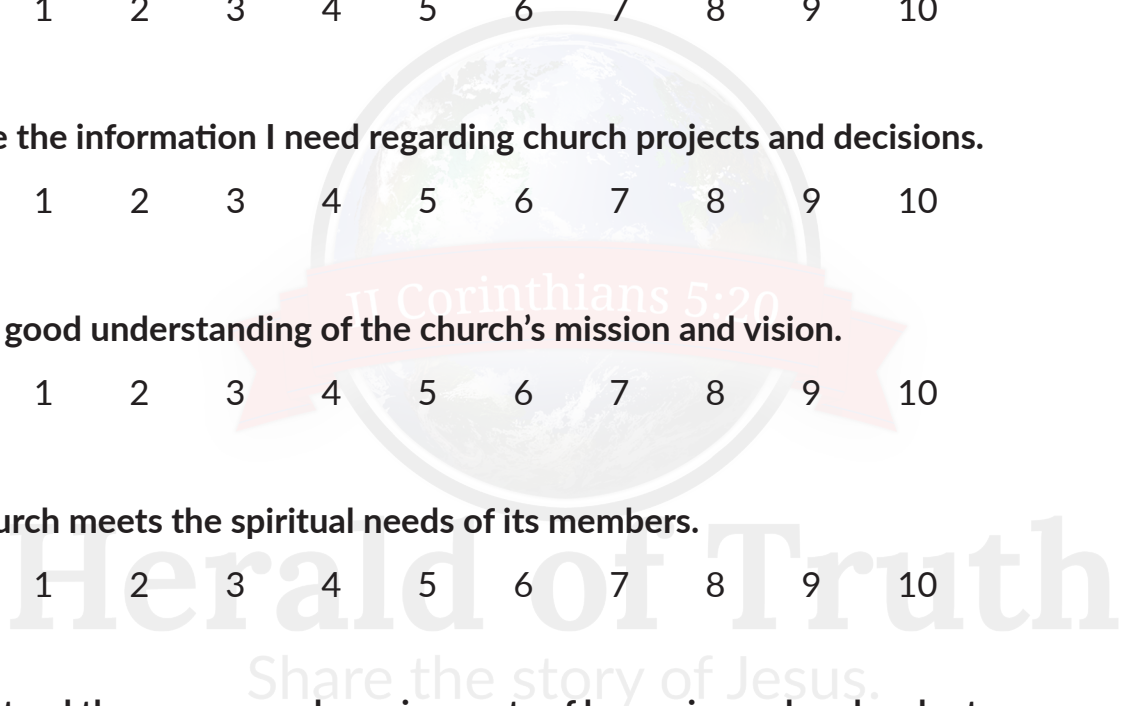 1 2 3 4 5 6 7 8 9 10
the information I need regarding church projects and decisions.
1 2 3 4 5 6 7 8 9 10
II Corinthians 5:20
good understanding of the church’s mission and vision.
1 2 3 4 5 6 7 8 9 10
urch meets the spiritual needs of its members.
Herald of Truth
1 2 3 4 5 6 7 8 9 10
Share the story of Jesus.